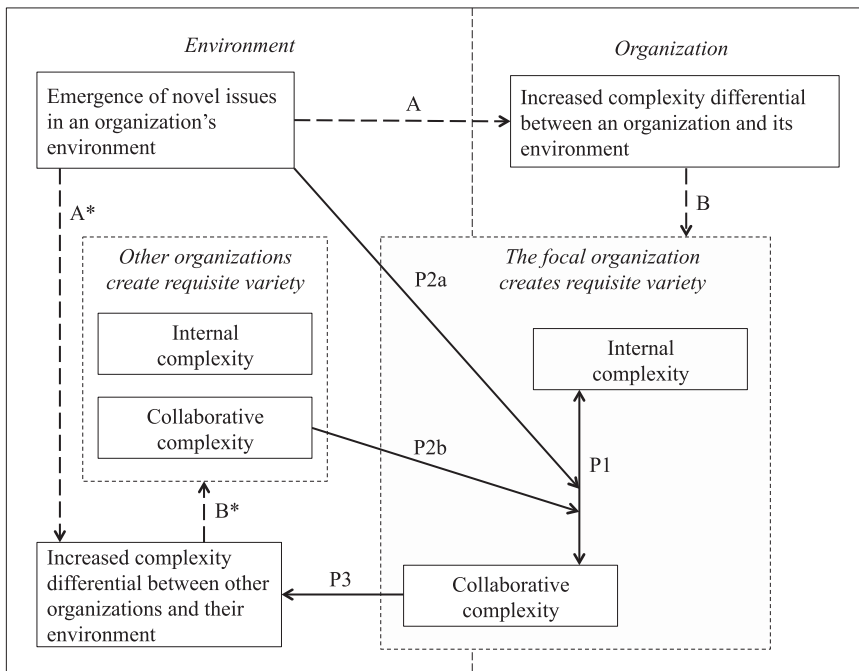 Environment
Organization
Emergence of novel issues
in an organization's
environment
A
Increased complexity differential
between an organization and its
environment
A*
B
Other organizations
create requisite variety
The focal organization
creates requisite variety
P2a
Internal
complexity
Internal
complexity
Collaborative
complexity
P2b
P1
B*
Increased complexity
differential between other
organizations and their
environment
P3
Collaborative
complexity